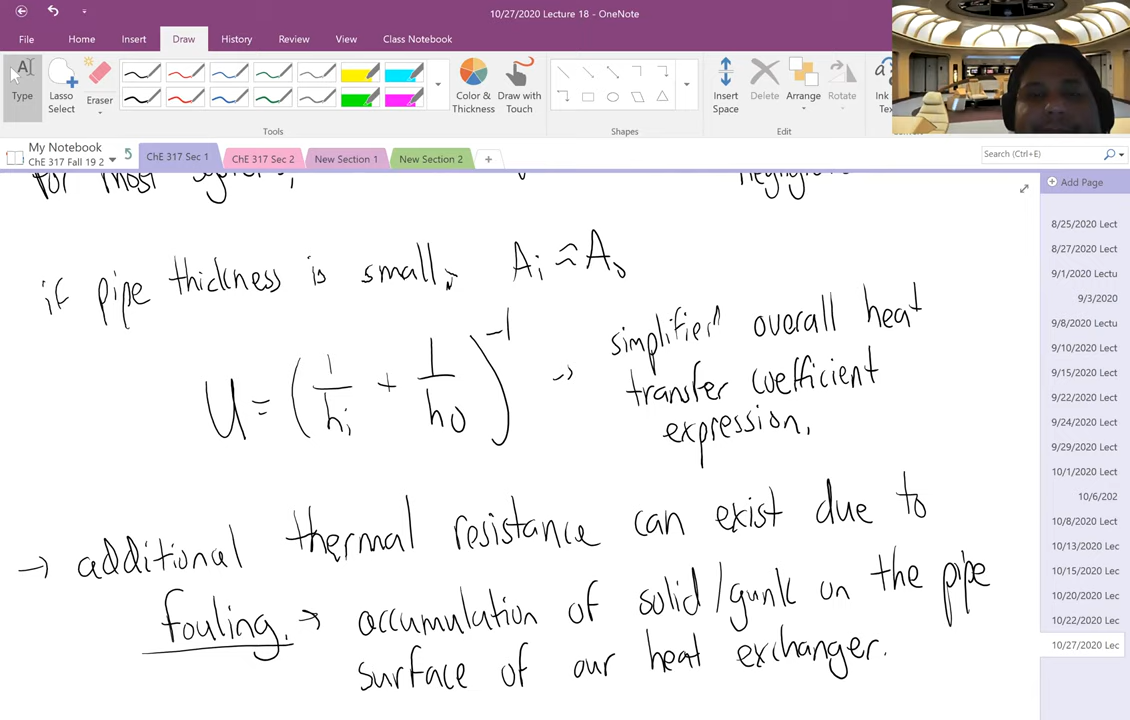 10/27/2020 Lecture 18 - OneNote
File Home Insert Draw History Review View Class Notebook
Type
Lasso Select
Eraser
Color & Thickness
Draw with Touch
Insert Space
Delete
Arrange
Rotate
Ink
Tools
Shapes
Edit
My Notebook
ChE 317 Fall 19 2
ChE 317 Sec 1
ChE 317 Sec 2
New Section 1
New Section 2
Search (Ctrl+E)
Add Page
8/25/2020 Lect
8/27/2020 Lect
9/1/2020 Lectu
9/3/2020
9/8/2020 Lectu
9/10/2020 Lect
9/15/2020 Lect
9/22/2020 Lect
9/24/2020 Lect
9/29/2020 Lect
10/1/2020 Lect
10/6/202
10/8/2020 Lect
10/13/2020 Lec
10/15/2020 Lec
10/20/2020 Lec
10/22/2020 Lec
10/27/2020 Lec
for most
if pipe thickness is small, Ai ≈ Ao
U = (1/hi + 1/ho)^-1 → simplified overall heat
transfer coefficient
expression.
→ additional thermal resistance can exist due to
fouling. → accumulation of solid/gunk on the pipe
surface of our heat exchanger.